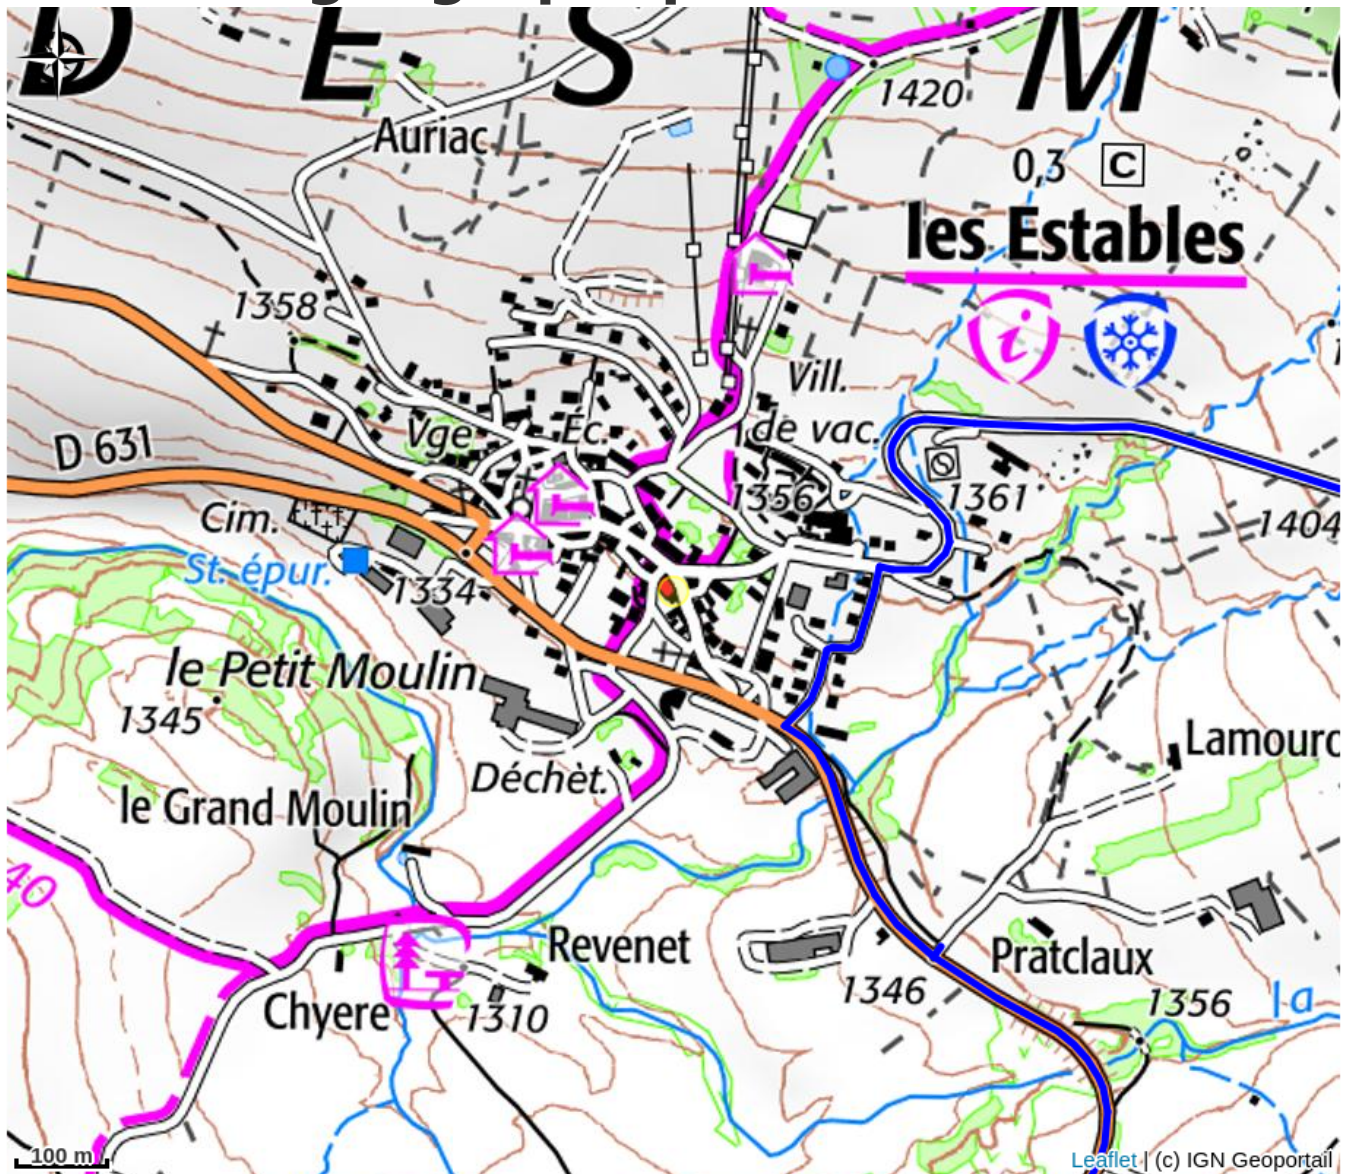 D E S M
1420
Auriac
0,3 C
les Estables
1358
Vill.
de vac.
Vge
Éc.
D 631
1356
1361
1404
Cim.
St. épur.
1334
le Petit Moulin
1345
Lamour
Déchèt.
le Grand Moulin
40
Revenet
Pratclaux
1346
1356
la
Chyere
1310
100 m
Leaflet | (c) IGN Geoportail